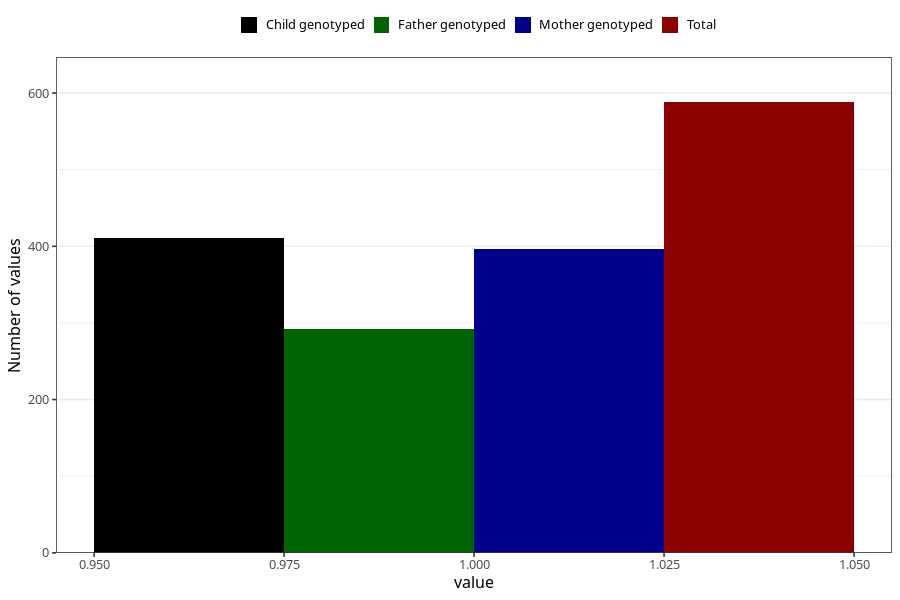 Child genotyped Father genotyped Mother genotyped Total
Number of values
600
400
200
0
0.950 0.975 1.000 1.025 1.050
value